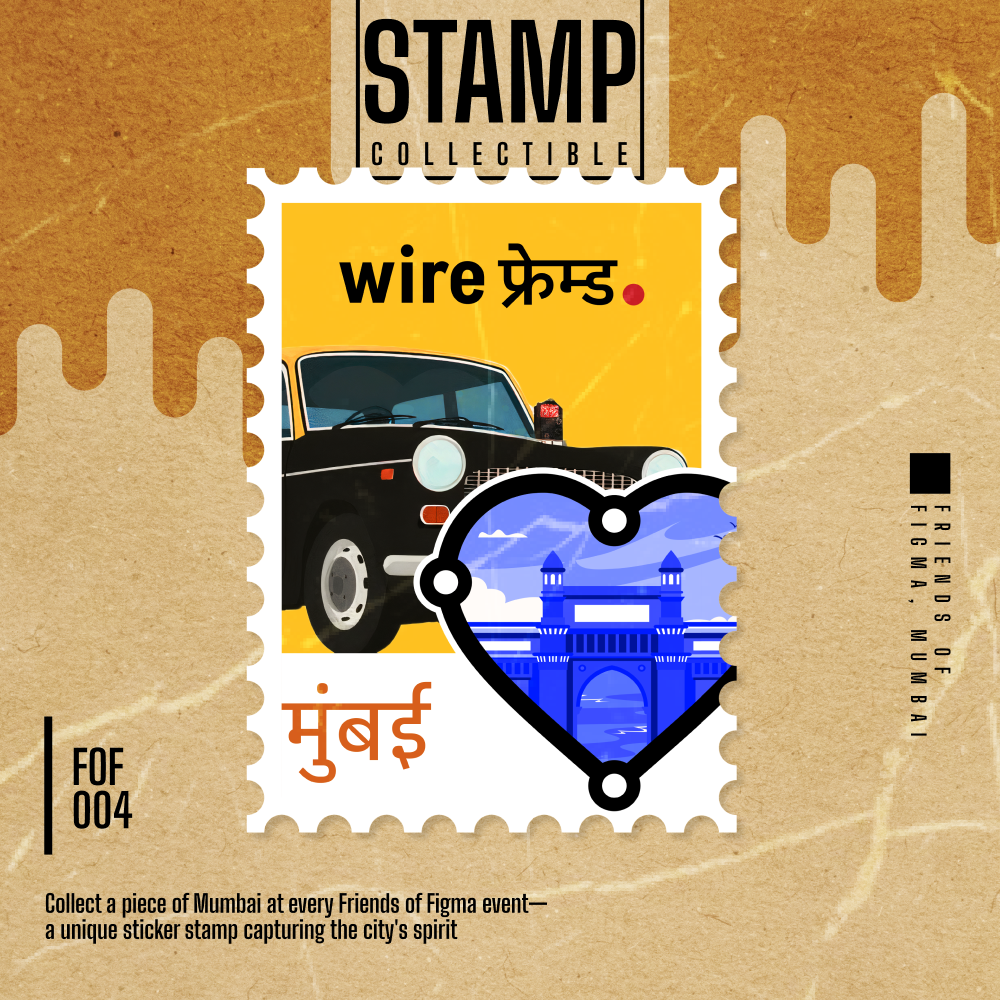 STAMP
COLLECTIBLE
wire फ्रेम्ड.
मुंबई
FRIENDS OF
FIGMA, MUMBAI
FOF
004
Collect a piece of Mumbai at every Friends of Figma event—
a unique sticker stamp capturing the city's spirit